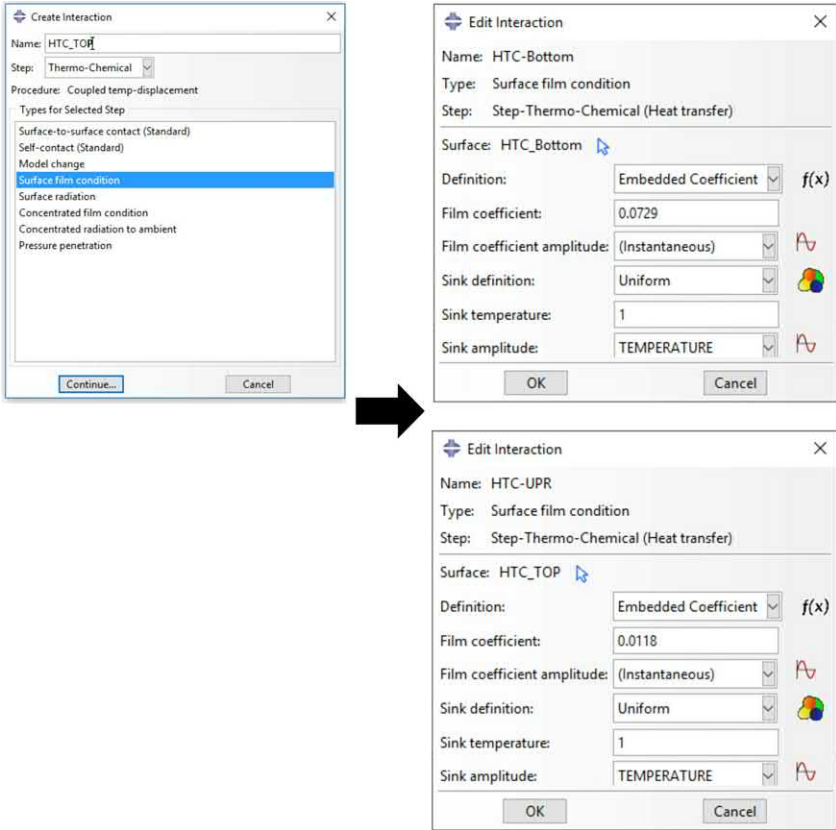 Create Interaction
Name: HTC_TOP
Step: Thermo-Chemical
Procedure: Coupled temp-displacement
Types for Selected Step
Surface-to-surface contact (Standard)
Self-contact (Standard)
Model change
Surface film condition
Surface radiation
Concentrated film condition
Concentrated radiation to ambient
Pressure penetration
Continue...
Cancel
Edit Interaction
Name: HTC-Bottom
Type: Surface film condition
Step: Step-Thermo-Chemical (Heat transfer)
Surface: HTC_Bottom
Definition: Embedded Coefficient f(x)
Film coefficient: 0.0729
Film coefficient amplitude: (Instantaneous)
Sink definition: Uniform
Sink temperature: 1
Sink amplitude: TEMPERATURE
OK
Cancel
Edit Interaction
Name: HTC-UPR
Type: Surface film condition
Step: Step-Thermo-Chemical (Heat transfer)
Surface: HTC_TOP
Definition: Embedded Coefficient f(x)
Film coefficient: 0.0118
Film coefficient amplitude: (Instantaneous)
Sink definition: Uniform
Sink temperature: 1
Sink amplitude: TEMPERATURE
OK
Cancel